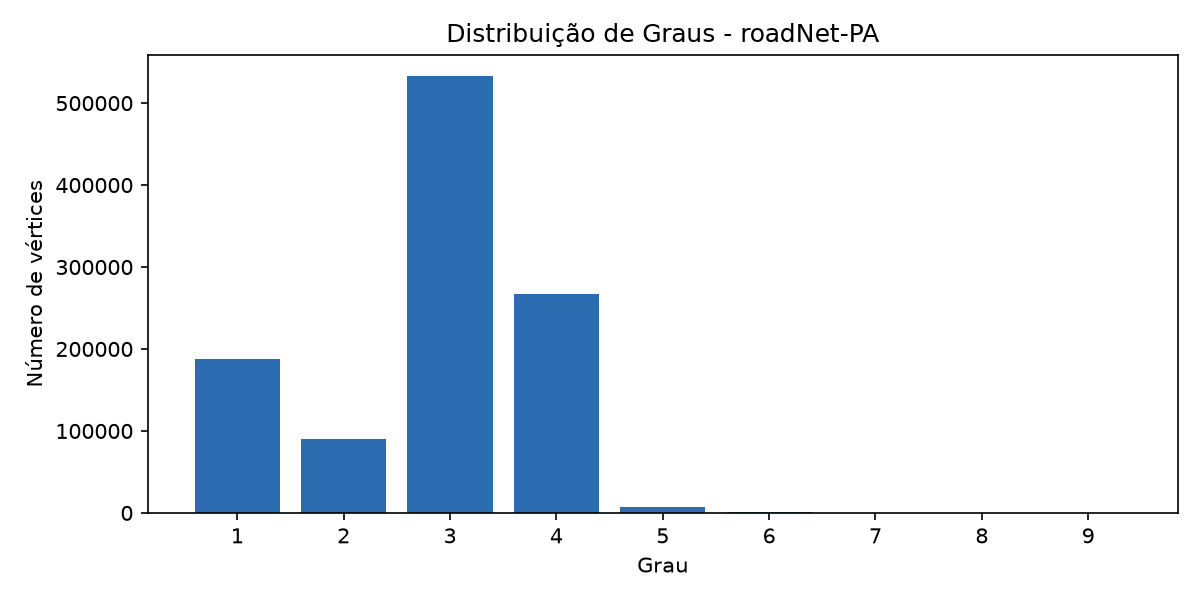 Distribuição de Graus - roadNet-PA
Número de vértices
500000
400000
300000
200000
100000
0
1 2 3 4 5 6 7 8 9
Grau